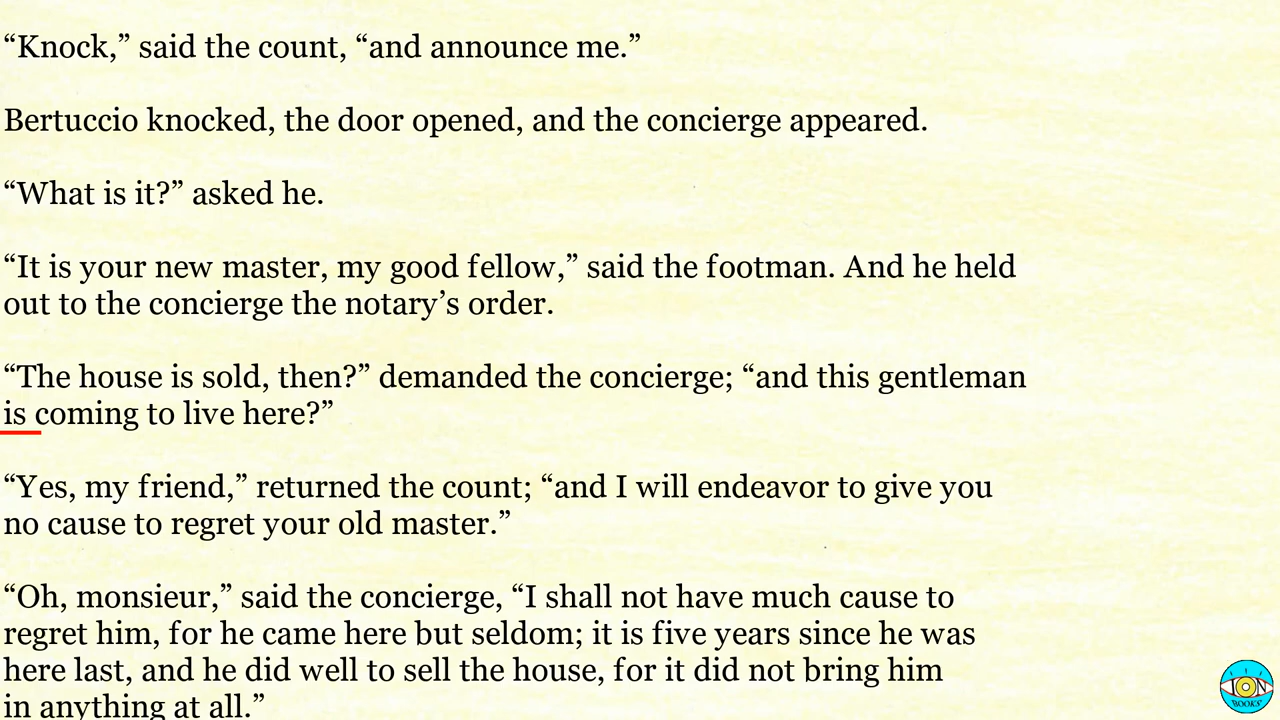 “Knock,” said the count, “and announce me.”
Bertuccio knocked, the door opened, and the concierge appeared.
“What is it?” asked he.
“It is your new master, my good fellow,” said the footman. And he held
out to the concierge the notary’s order.
“The house is sold, then?” demanded the concierge; “and this gentleman
is coming to live here?”
“Yes, my friend,” returned the count; “and I will endeavor to give you
no cause to regret your old master.”
“Oh, monsieur,” said the concierge, “I shall not have much cause to
regret him, for he came here but seldom; it is five years since he was
here last, and he did well to sell the house, for it did not bring him
in anything at all.”
ION
BOOKS